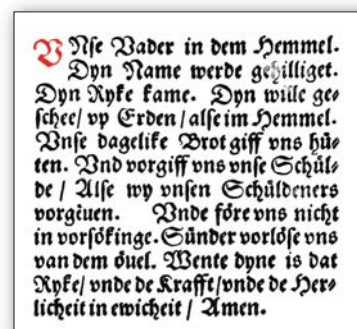 VNſe Vader in dem Hemmel.
Dyn Name werde gehilliget.
Dyn Ryke kame. Dyn wille ge⸗
ſchee/ vp Erden/ alſe im Hemmel.
Vnſe dagelike Brot giff vns hü⸗
ten. Vnd vorgiff vns vnſe Schül⸗
de / Alſe wy vnſen Schüldeners
vorgeuen. Vnde före vns nicht
in vorſökinge. Sünder vorlöſe vns
van dem öuel. Wente dyne is dat
Ryke/ vnde de Krafft/vnde de Her⸗
licheit in ewicheit / Amen.